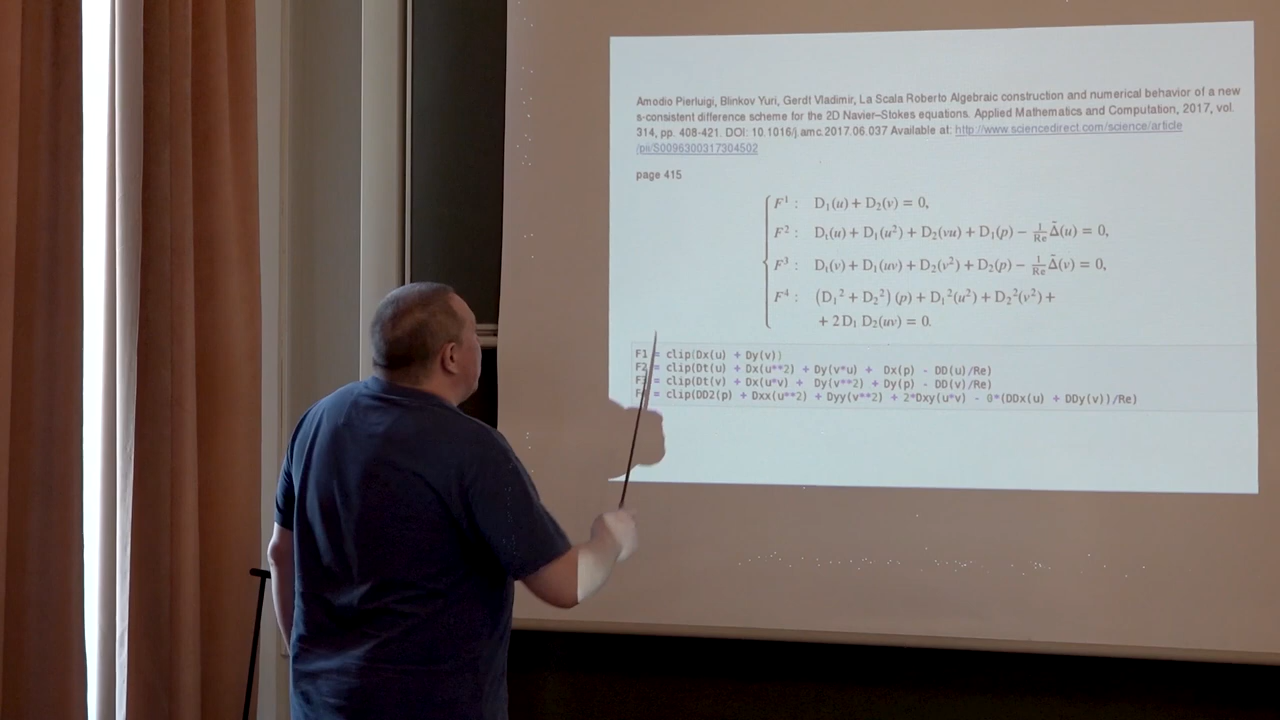 Amodio Pierluigi, Blinkov Yuri, Gerdt Vladimir, La Scala Roberto Algebraic construction and numerical behavior of a new
s-consistent difference scheme for the 2D Navier–Stokes equations. Applied Mathematics and Computation, 2017, vol.
314, pp. 408-421. DOI: 10.1016/j.amc.2017.06.037 Available at: http://www.sciencedirect.com/science/article
/pii/S0096300317304502
page 415
F¹ : D₁(u) + D₂(v) = 0,
F² : Dₜ(u) + D₁(u²) + D₂(vu) + D₁(p) − 1/Re Δ̃(u) = 0,
F³ : Dₜ(v) + D₁(uv) + D₂(v²) + D₂(p) − 1/Re Δ̃(v) = 0,
F⁴ : (D₁² + D₂²) (p) + D₁²(u²) + D₂²(v²) +
+ 2 D₁ D₂(uv) = 0.
F1 = clip(Dx(u) + Dy(v))
F2 = clip(Dt(u) + Dx(u**2) + Dy(v*u) + Dx(p) - DD(u)/Re)
F3 = clip(Dt(v) + Dx(u*v) + Dy(v**2) + Dy(p) - DD(v)/Re)
= clip(DD2(p) + Dxx(u**2) + Dyy(v**2) + 2*Dxy(u*v) - 0*(DDx(u) + DDy(v))/Re)